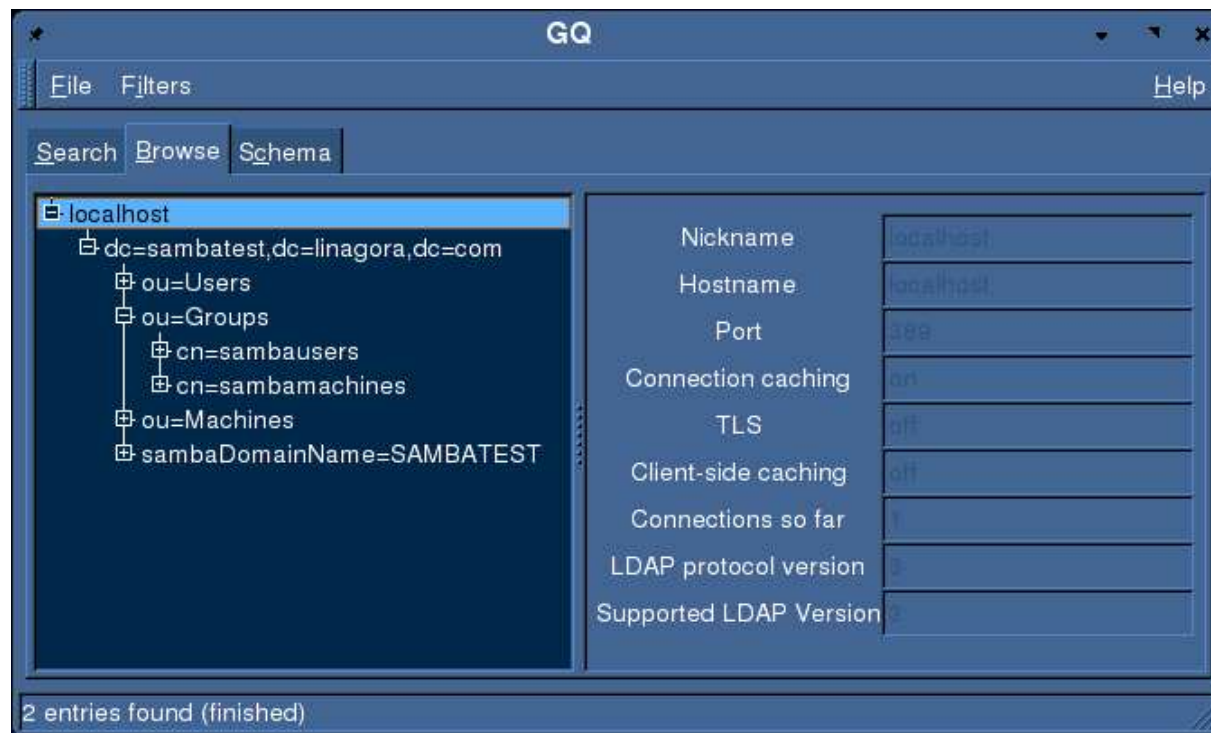 GQ
File Filters Help
Search Browse Schema
localhost
dc=sambatest,dc=linagora,dc=com
ou=Users
ou=Groups
cn=sambausers
cn=sambamachines
ou=Machines
sambaDomainName=SAMBATEST
Nickname localhost
Hostname localhost
Port 389
Connection caching on
TLS off
Client-side caching off
Connections so far 1
LDAP protocol version 3
Supported LDAP Version 3
2 entries found (finished)